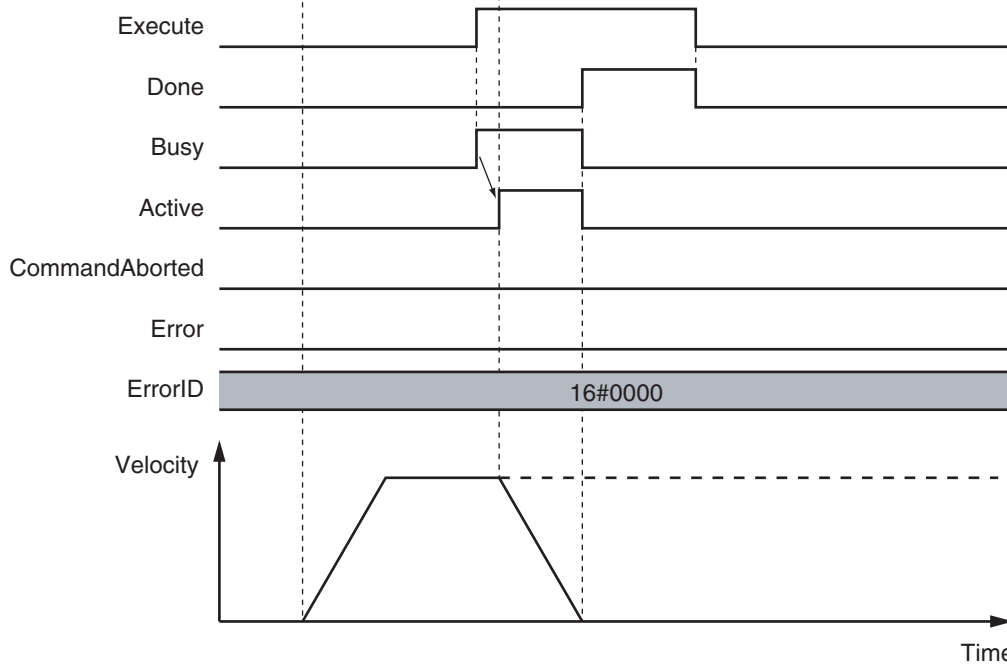 Execute
Done
Busy
Active
CommandAborted
Error
ErrorID
16#0000
Velocity
Time